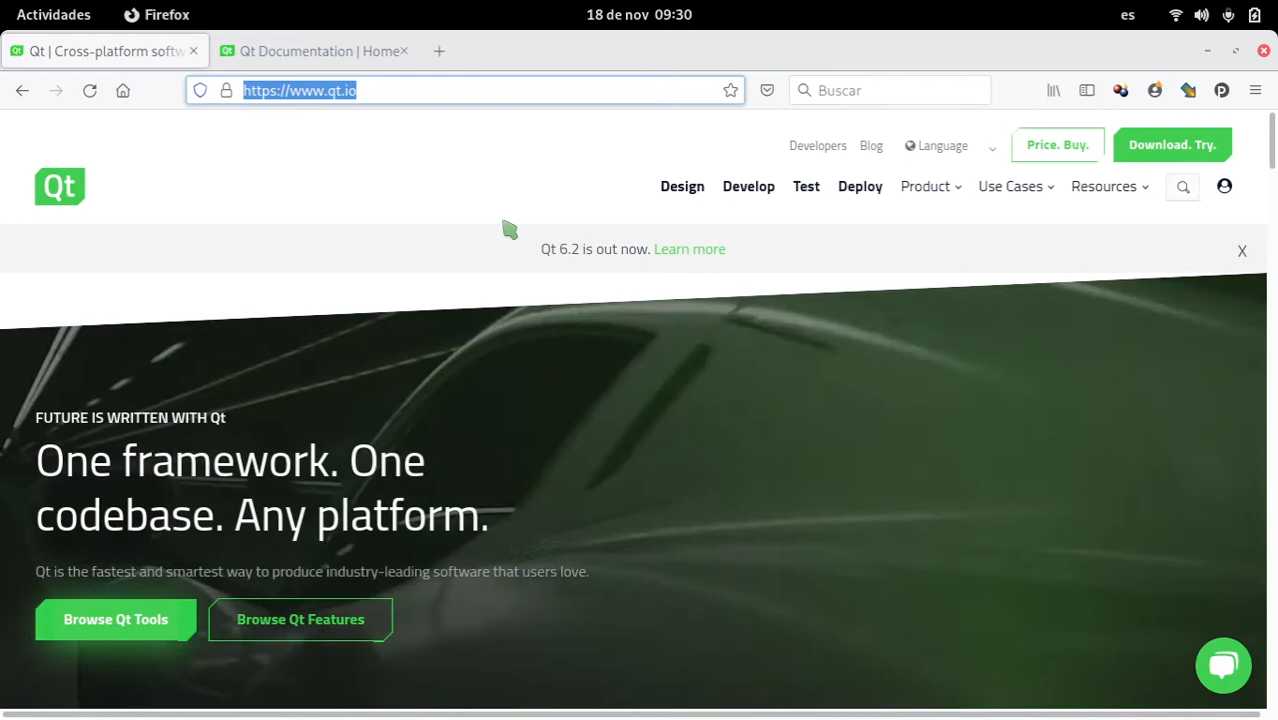 Actividades Firefox 18 de nov 09:30 es
Qt | Cross-platform softw Qt Documentation | Home
https://www.qt.io Buscar
Developers Blog Language Price. Buy. Download. Try.
Qt Design Develop Test Deploy Product Use Cases Resources
Qt 6.2 is out now. Learn more X
FUTURE IS WRITTEN WITH Qt
One framework. One
codebase. Any platform.
Qt is the fastest and smartest way to produce industry-leading software that users love.
Browse Qt Tools Browse Qt Features